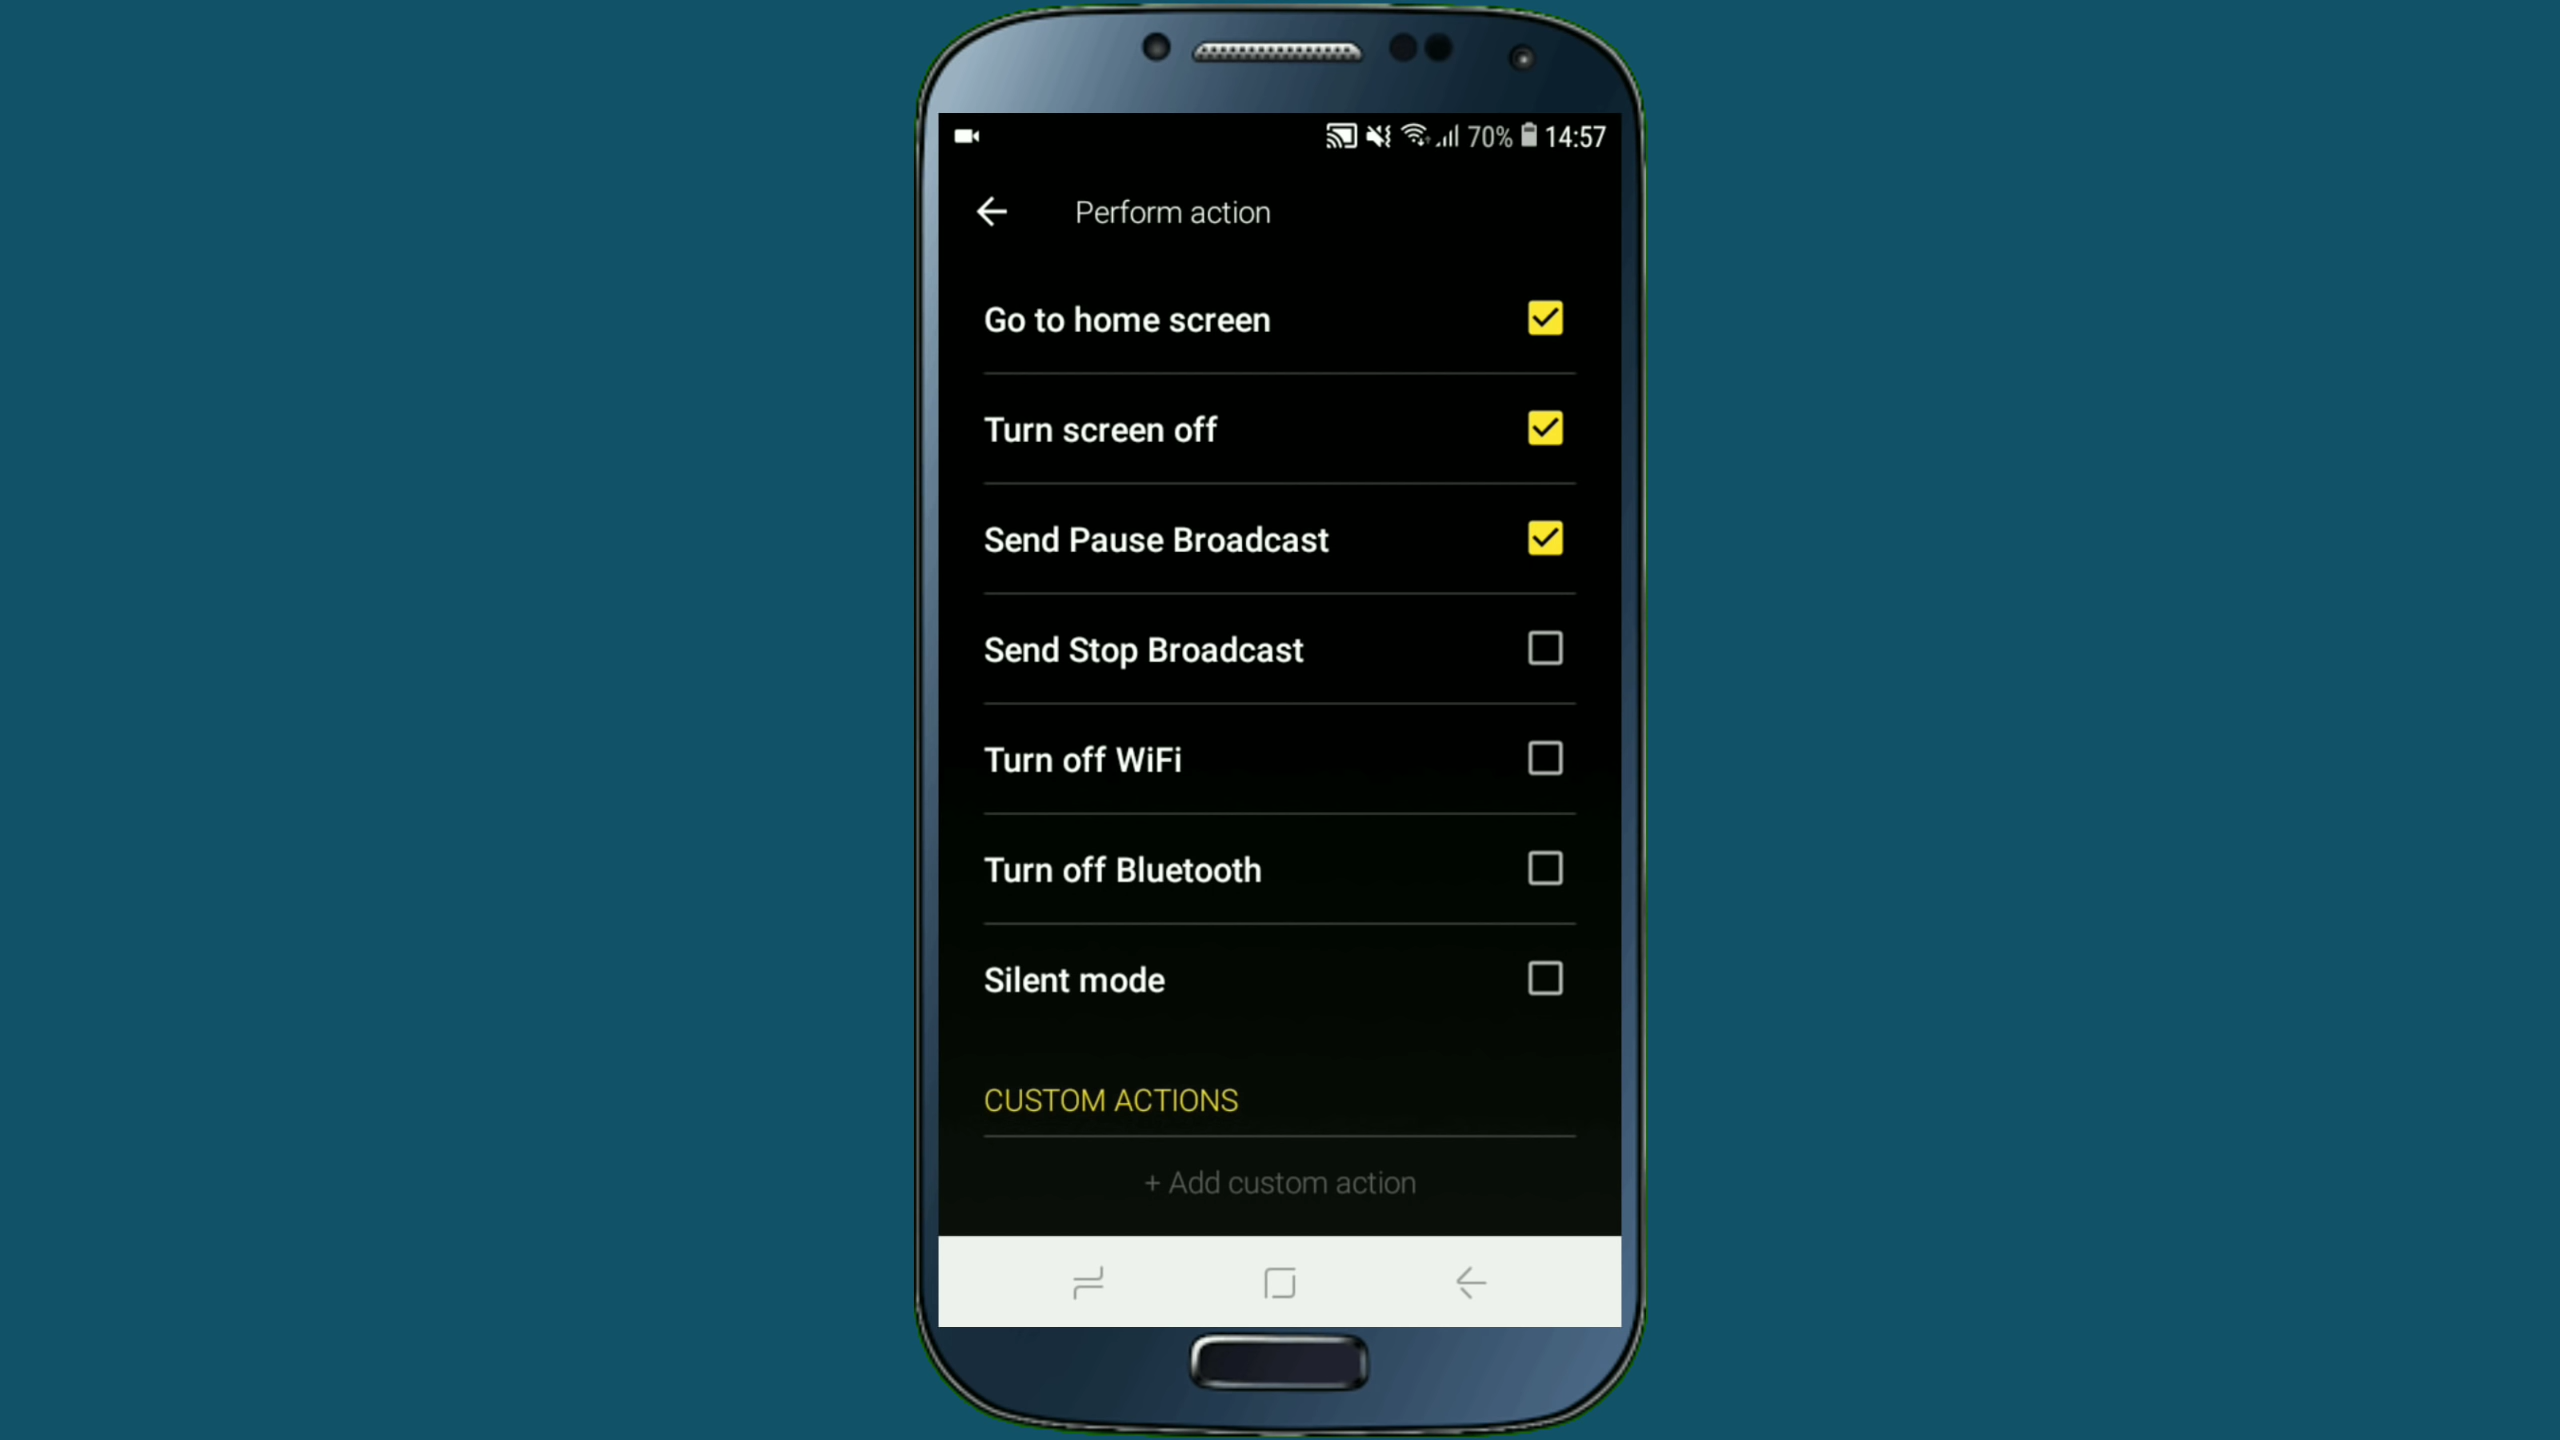 70% 14:57
Perform action
Go to home screen
Turn screen off
Send Pause Broadcast
Send Stop Broadcast
Turn off WiFi
Turn off Bluetooth
Silent mode
CUSTOM ACTIONS
+ Add custom action